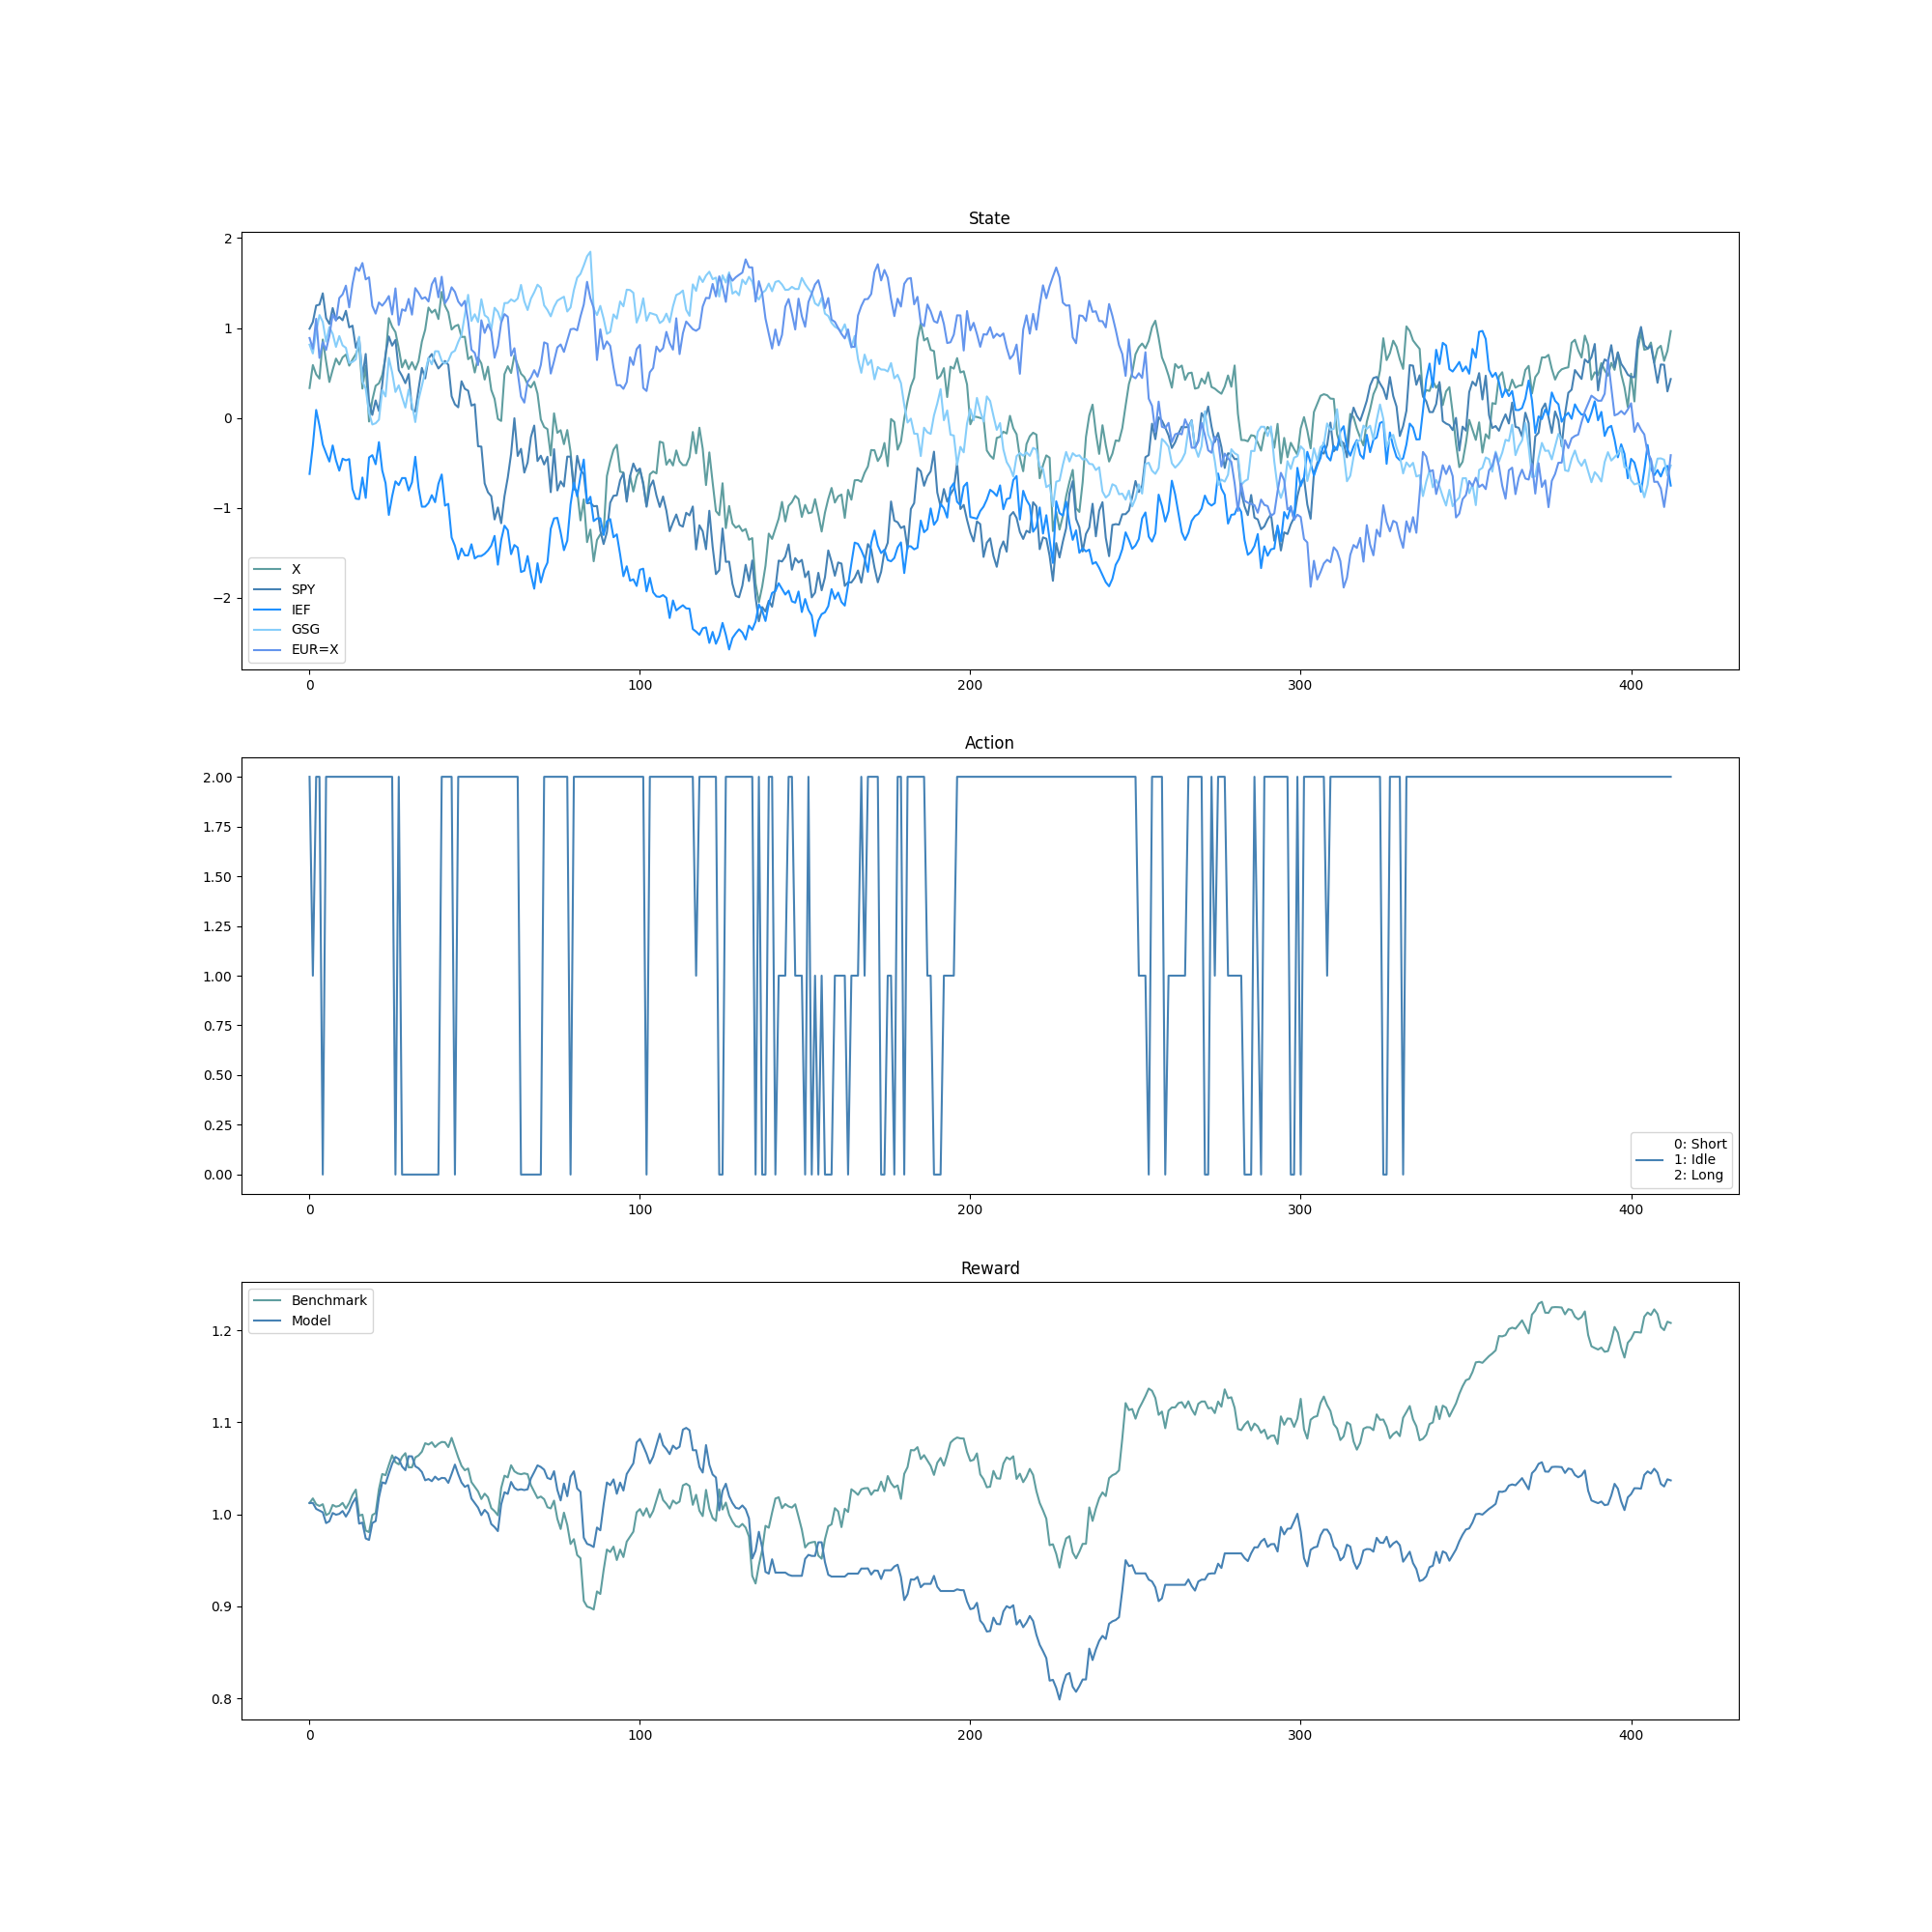 State
2
1
0
−1
−2
X
SPY
IEF
GSG
EUR=X
0 100 200 300 400
Action
2.00
1.75
1.50
1.25
1.00
0.75
0.50
0.25
0.00
0: Short
1: Idle
2: Long
0 100 200 300 400
Reward
Benchmark
Model
1.2
1.1
1.0
0.9
0.8
0 100 200 300 400